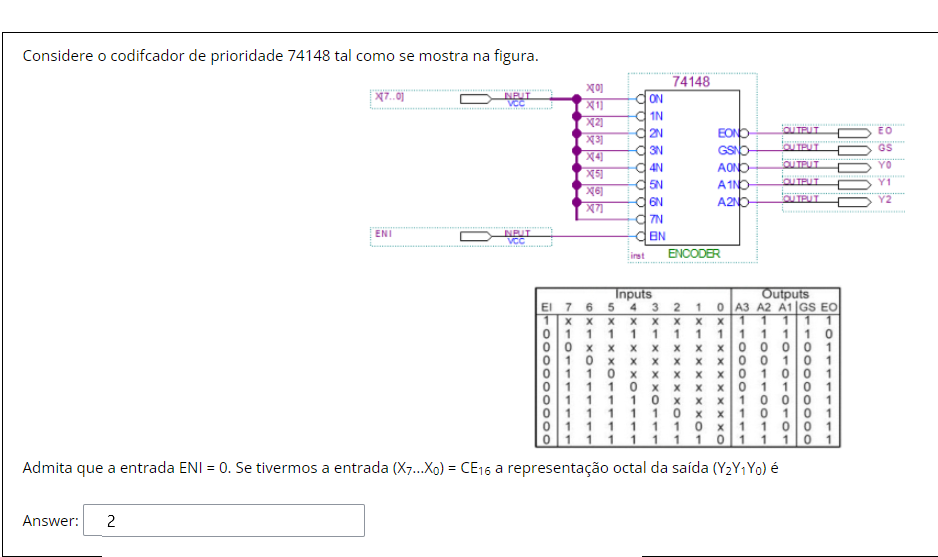 Considere o codifcador de prioridade 74148 tal como se mostra na figura.
74148
X[7..0]
INPUT
VCC
X[0]
X[1]
X[2]
X[3]
X[4]
X[5]
X[6]
X[7]
0N
1N
2N
3N
4N
5N
6N
7N
EIN
EON
GSN
A0N
A1N
A2N
OUTPUT EO
OUTPUT GS
OUTPUT Y0
OUTPUT Y1
OUTPUT Y2
ENI
INPUT
VCC
inst ENCODER
Inputs Outputs
EI 7 6 5 4 3 2 1 0 A3 A2 A1 GS EO
1 x x x x x x x x 1 1 1 1 1
0 1 1 1 1 1 1 1 1 1 1 1 1 0
0 0 x x x x x x x 0 0 0 0 1
0 1 0 x x x x x x 0 0 1 0 1
0 1 1 0 x x x x x 0 1 0 0 1
0 1 1 1 0 x x x x 0 1 1 0 1
0 1 1 1 1 0 x x x 1 0 0 0 1
0 1 1 1 1 1 0 x x 1 0 1 0 1
0 1 1 1 1 1 1 0 x 1 1 0 0 1
0 1 1 1 1 1 1 1 0 1 1 1 0 1
Admita que a entrada ENI = 0. Se tivermos a entrada (X7...X0) = CE16 a representação octal da saída (Y2Y1Y0) é
Answer: 2